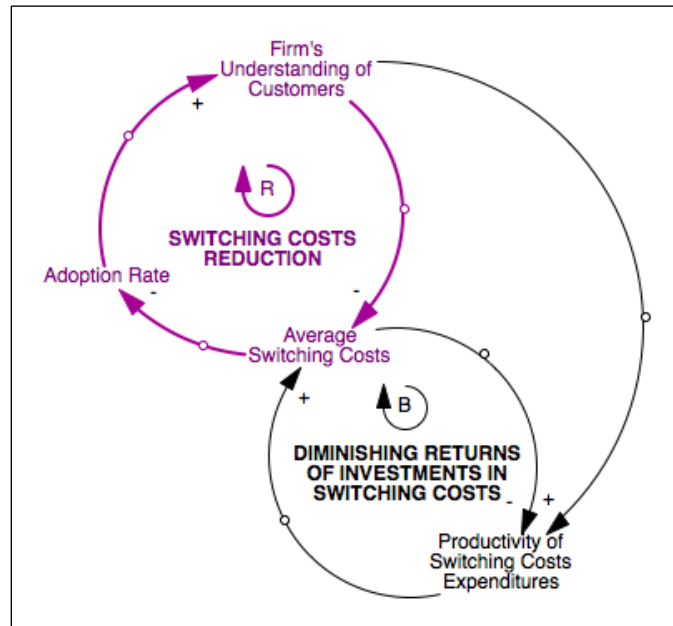 Firm's
Understanding of
Customers
+
R
SWITCHING COSTS
REDUCTION
Adoption Rate
-
-
Average
Switching Costs
+
B
DIMINISHING RETURNS
OF INVESTMENTS IN
SWITCHING COSTS
-
+
Productivity of
Switching Costs
Expenditures